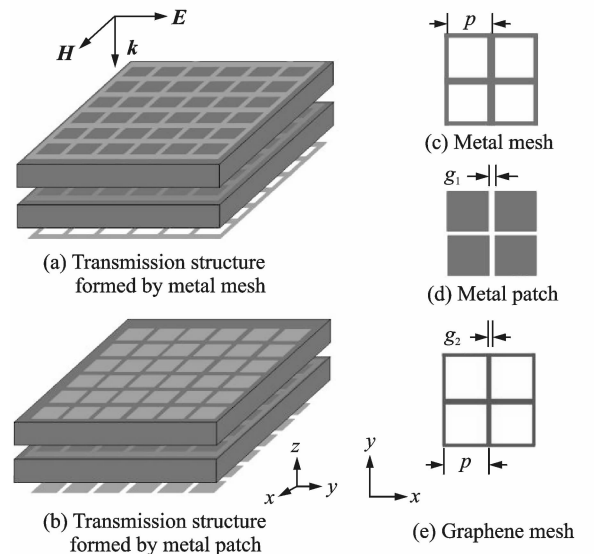 E
H
k
(a) Transmission structure
formed by metal mesh
z
x
y
(b) Transmission structure
formed by metal patch
p
(c) Metal mesh
g₁
(d) Metal patch
g₂
p
y
x
(e) Graphene mesh